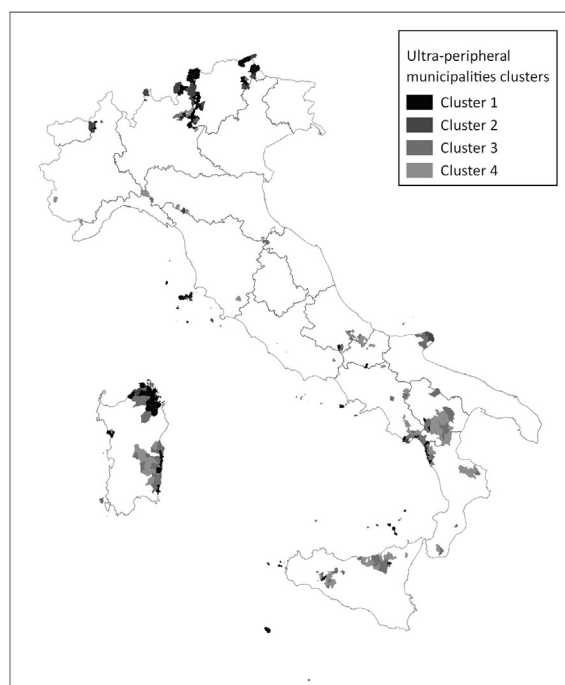 Ultra-peripheral
municipalities clusters
Cluster 1
Cluster 2
Cluster 3
Cluster 4